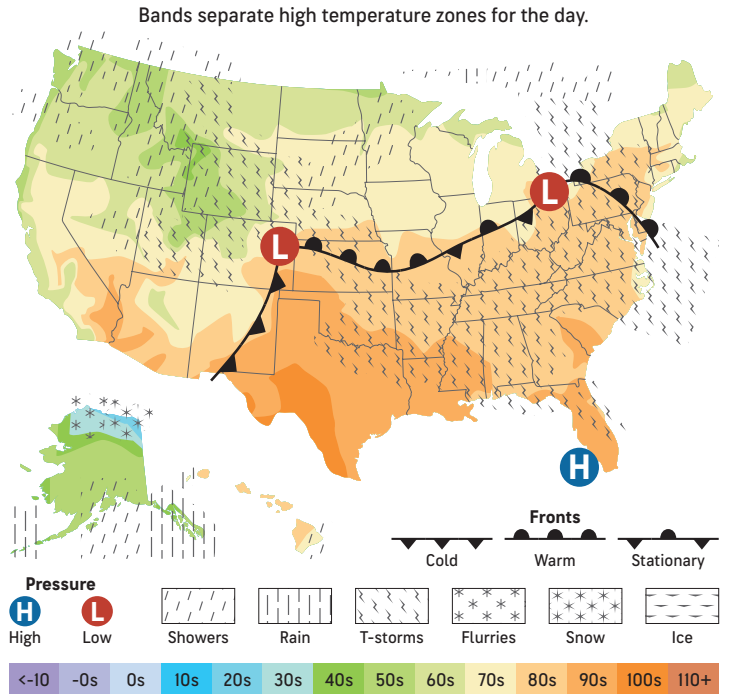 Bands separate high temperature zones for the day.
L
L
H
Fronts
Cold Warm Stationary
Pressure
H L
High Low Showers Rain T-storms Flurries Snow Ice
<-10 -0s 0s 10s 20s 30s 40s 50s 60s 70s 80s 90s 100s 110+